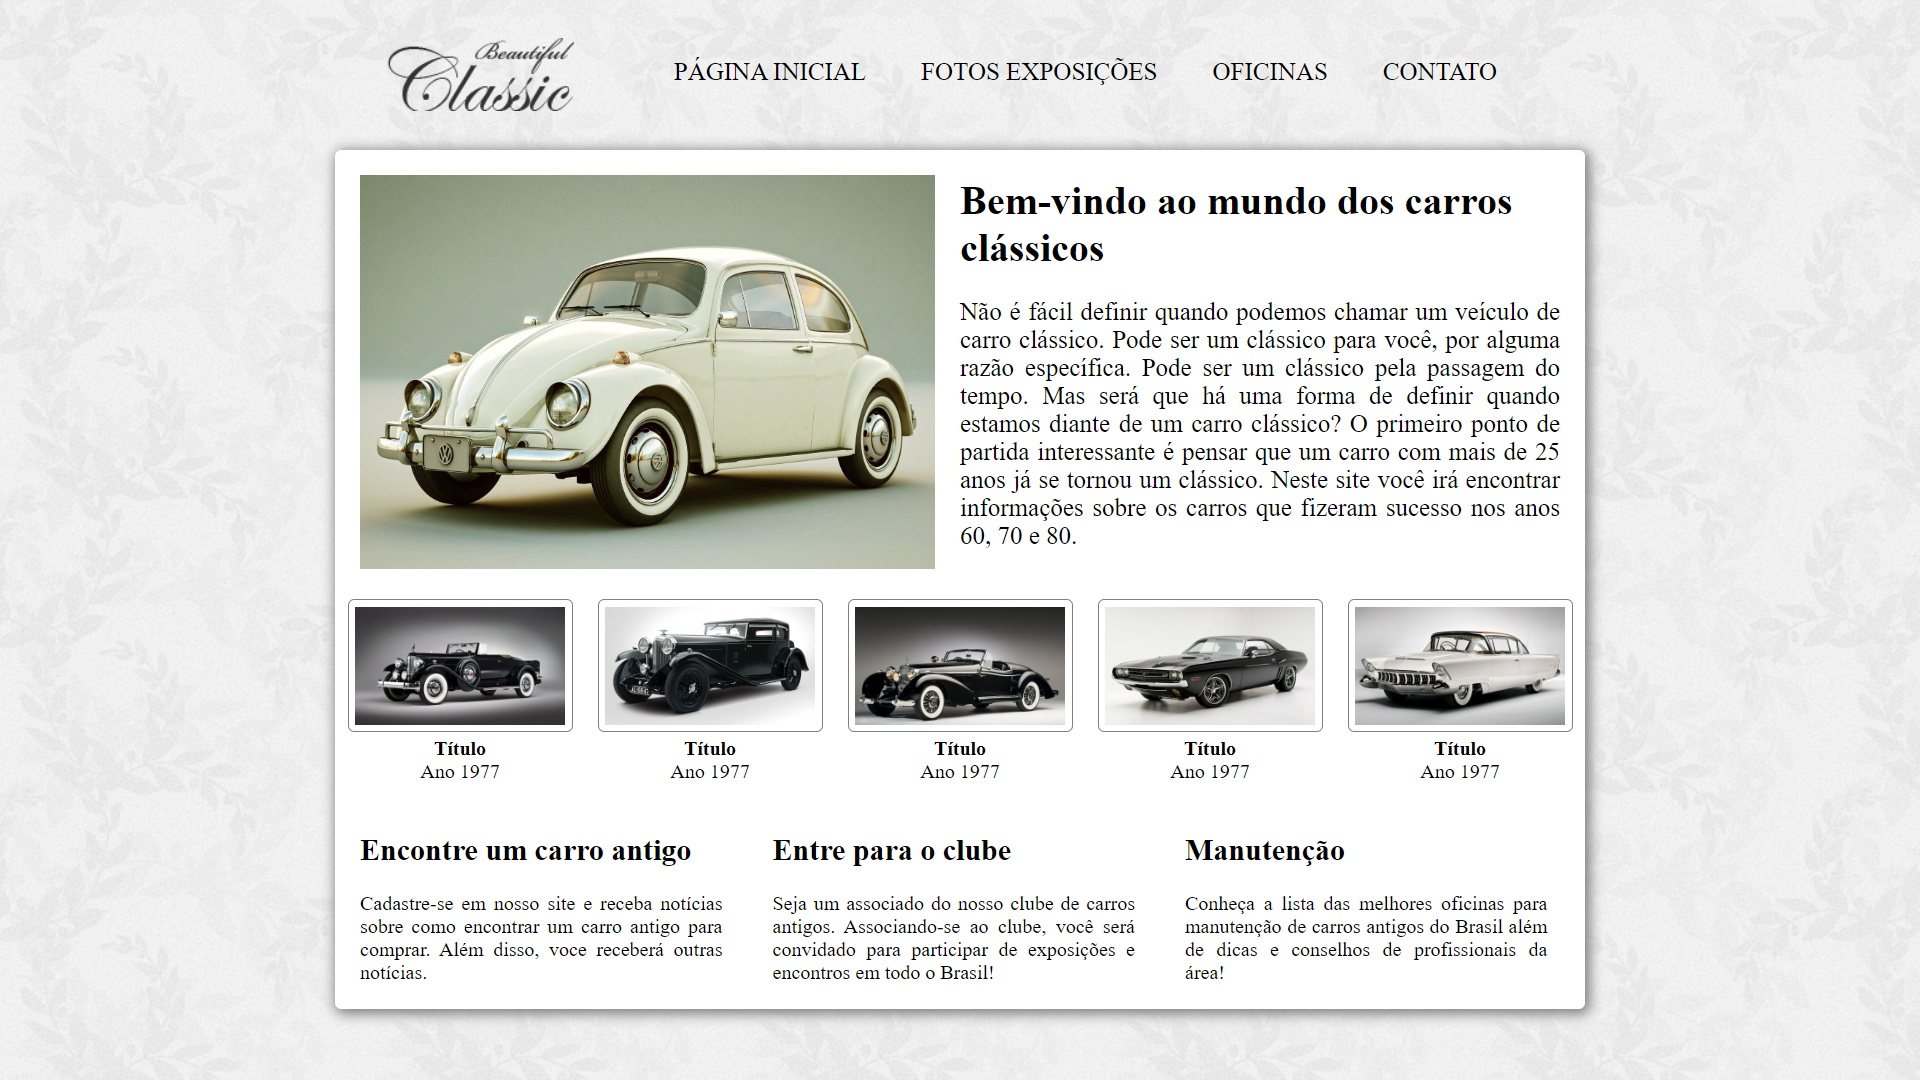 Beautiful
Classic
PÁGINA INICIAL FOTOS EXPOSIÇÕES OFICINAS CONTATO
Bem-vindo ao mundo dos carros
clássicos
Não é fácil definir quando podemos chamar um veículo de
carro clássico. Pode ser um clássico para você, por alguma
razão específica. Pode ser um clássico pela passagem do
tempo. Mas será que há uma forma de definir quando
estamos diante de um carro clássico? O primeiro ponto de
partida interessante é pensar que um carro com mais de 25
anos já se tornou um clássico. Neste site você irá encontrar
informações sobre os carros que fizeram sucesso nos anos
60, 70 e 80.
Título
Ano 1977
Título
Ano 1977
Título
Ano 1977
Título
Ano 1977
Título
Ano 1977
Encontre um carro antigo
Cadastre-se em nosso site e receba notícias
sobre como encontrar um carro antigo para
comprar. Além disso, voce receberá outras
notícias.
Entre para o clube
Seja um associado do nosso clube de carros
antigos. Associando-se ao clube, você será
convidado para participar de exposições e
encontros em todo o Brasil!
Manutenção
Conheça a lista das melhores oficinas para
manutenção de carros antigos do Brasil além
de dicas e conselhos de profissionais da
área!